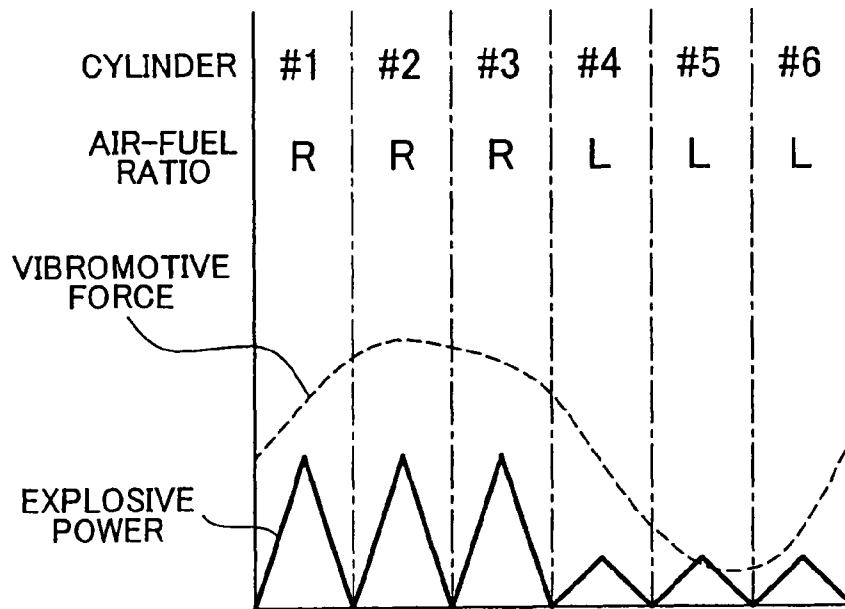 CYLINDER #1 #2 #3 #4 #5 #6
AIR-FUEL
RATIO
R R R L L L
VIBROMOTIVE
FORCE
EXPLOSIVE
POWER